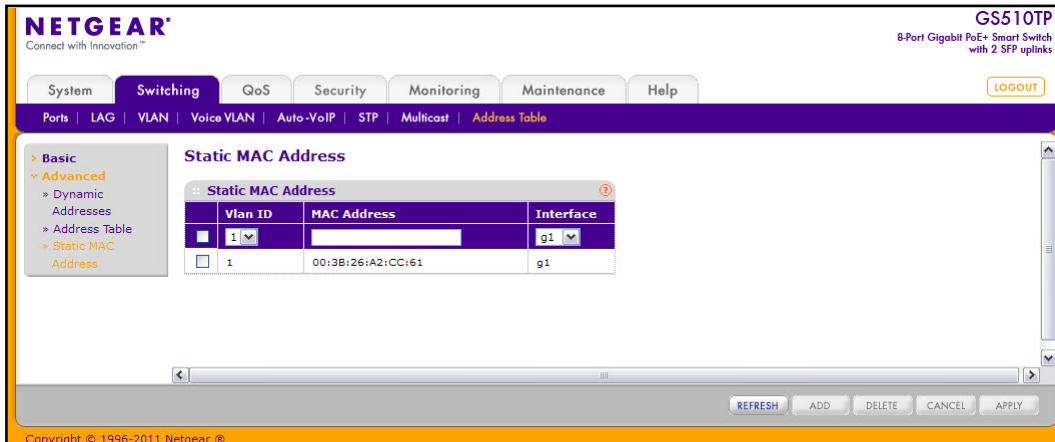 NETGEAR®
Connect with Innovation™
GS510TP
8-Port Gigabit PoE+ Smart Switch
with 2 SFP uplinks
System Switching QoS Security Monitoring Maintenance Help LOGOUT
Ports | LAG | VLAN | Voice VLAN | Auto-VoIP | STP | Multicast | Address Table
> Basic
Advanced
» Dynamic
Addresses
» Address Table
» Static MAC
Address
Static MAC Address
Static MAC Address ?
Vlan ID MAC Address Interface
1 g1
1 00:3B:26:A2:CC:61 g1
REFRESH ADD DELETE CANCEL APPLY
Copyright © 1996-2011 Netgear ®